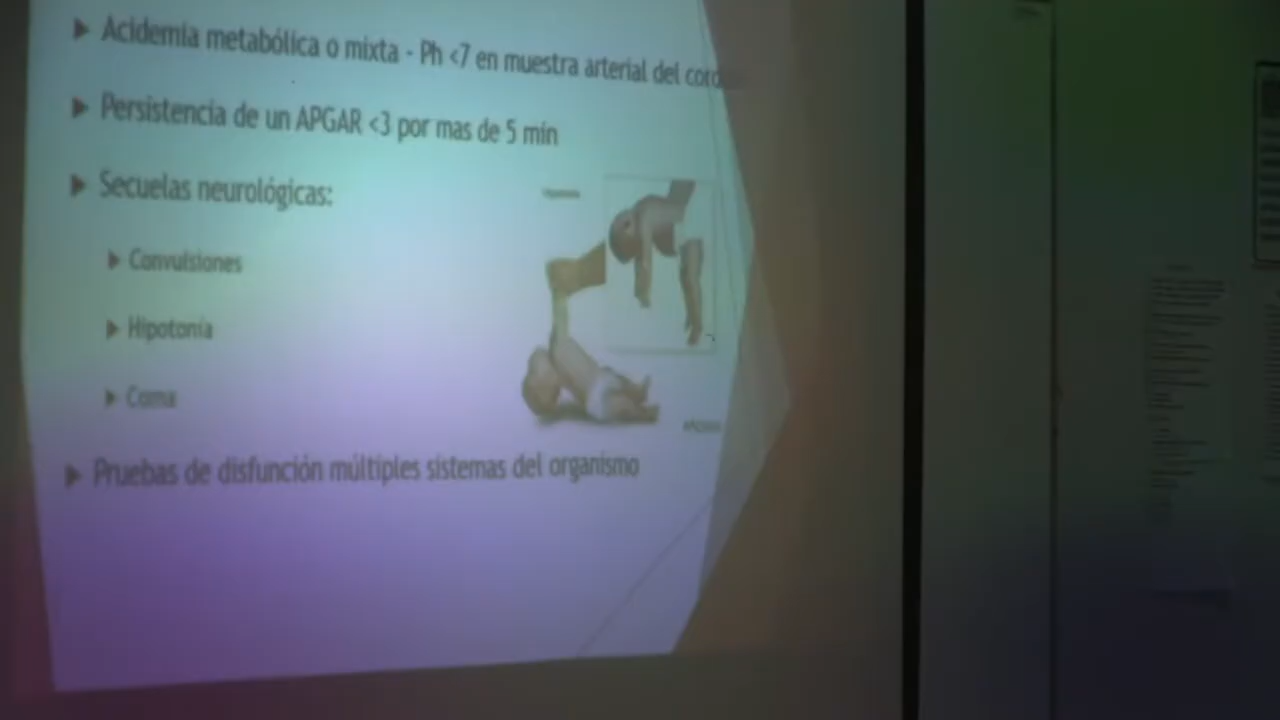 Acidemia metabólica o mixta - Ph <7 en muestra arterial del
Persistencia de un APGAR <3 por mas de 5 min
Secuelas neurológicas:
Convulsiones
Hipotonía
Coma
Pruebas de disfunción múltiples sistemas del organismo